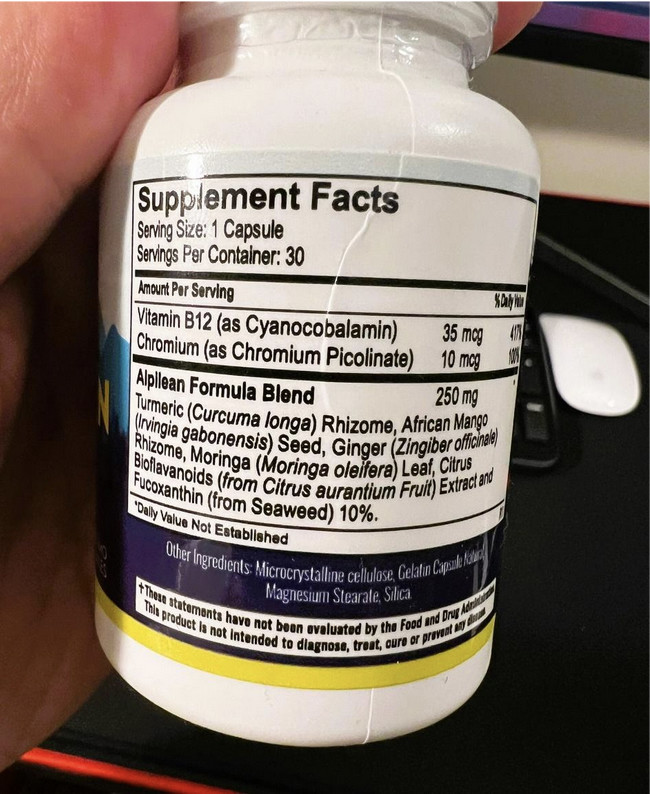 Supplement Facts
Serving Size: 1 Capsule
Servings Per Container: 30
Amount Per Serving % Daily
Vitamin B12 (as Cyanocobalamin) 35 mcg 417%
Chromium (as Chromium Picolinate) 10 mcg 100%
Alpilean Formula Blend 250 mg *
Turmeric (Curcuma longa) Rhizome, African Mango
(Irvingia gabonensis) Seed, Ginger (Zingiber officinale)
Rhizome, Moringa (Moringa oleifera) Leaf, Citrus
Bioflavanoids (from Citrus aurantium Fruit) Extract and
Fucoxanthin (from Seaweed) 10%.
*Daily Value Not Established
Other Ingredients: Microcrystalline cellulose, Gelatin Capsule
Magnesium Stearate, Silica.
†These statements have not been evaluated by the Food and Drug
This product is not intended to diagnose, treat, cure or prevent any disease.
N